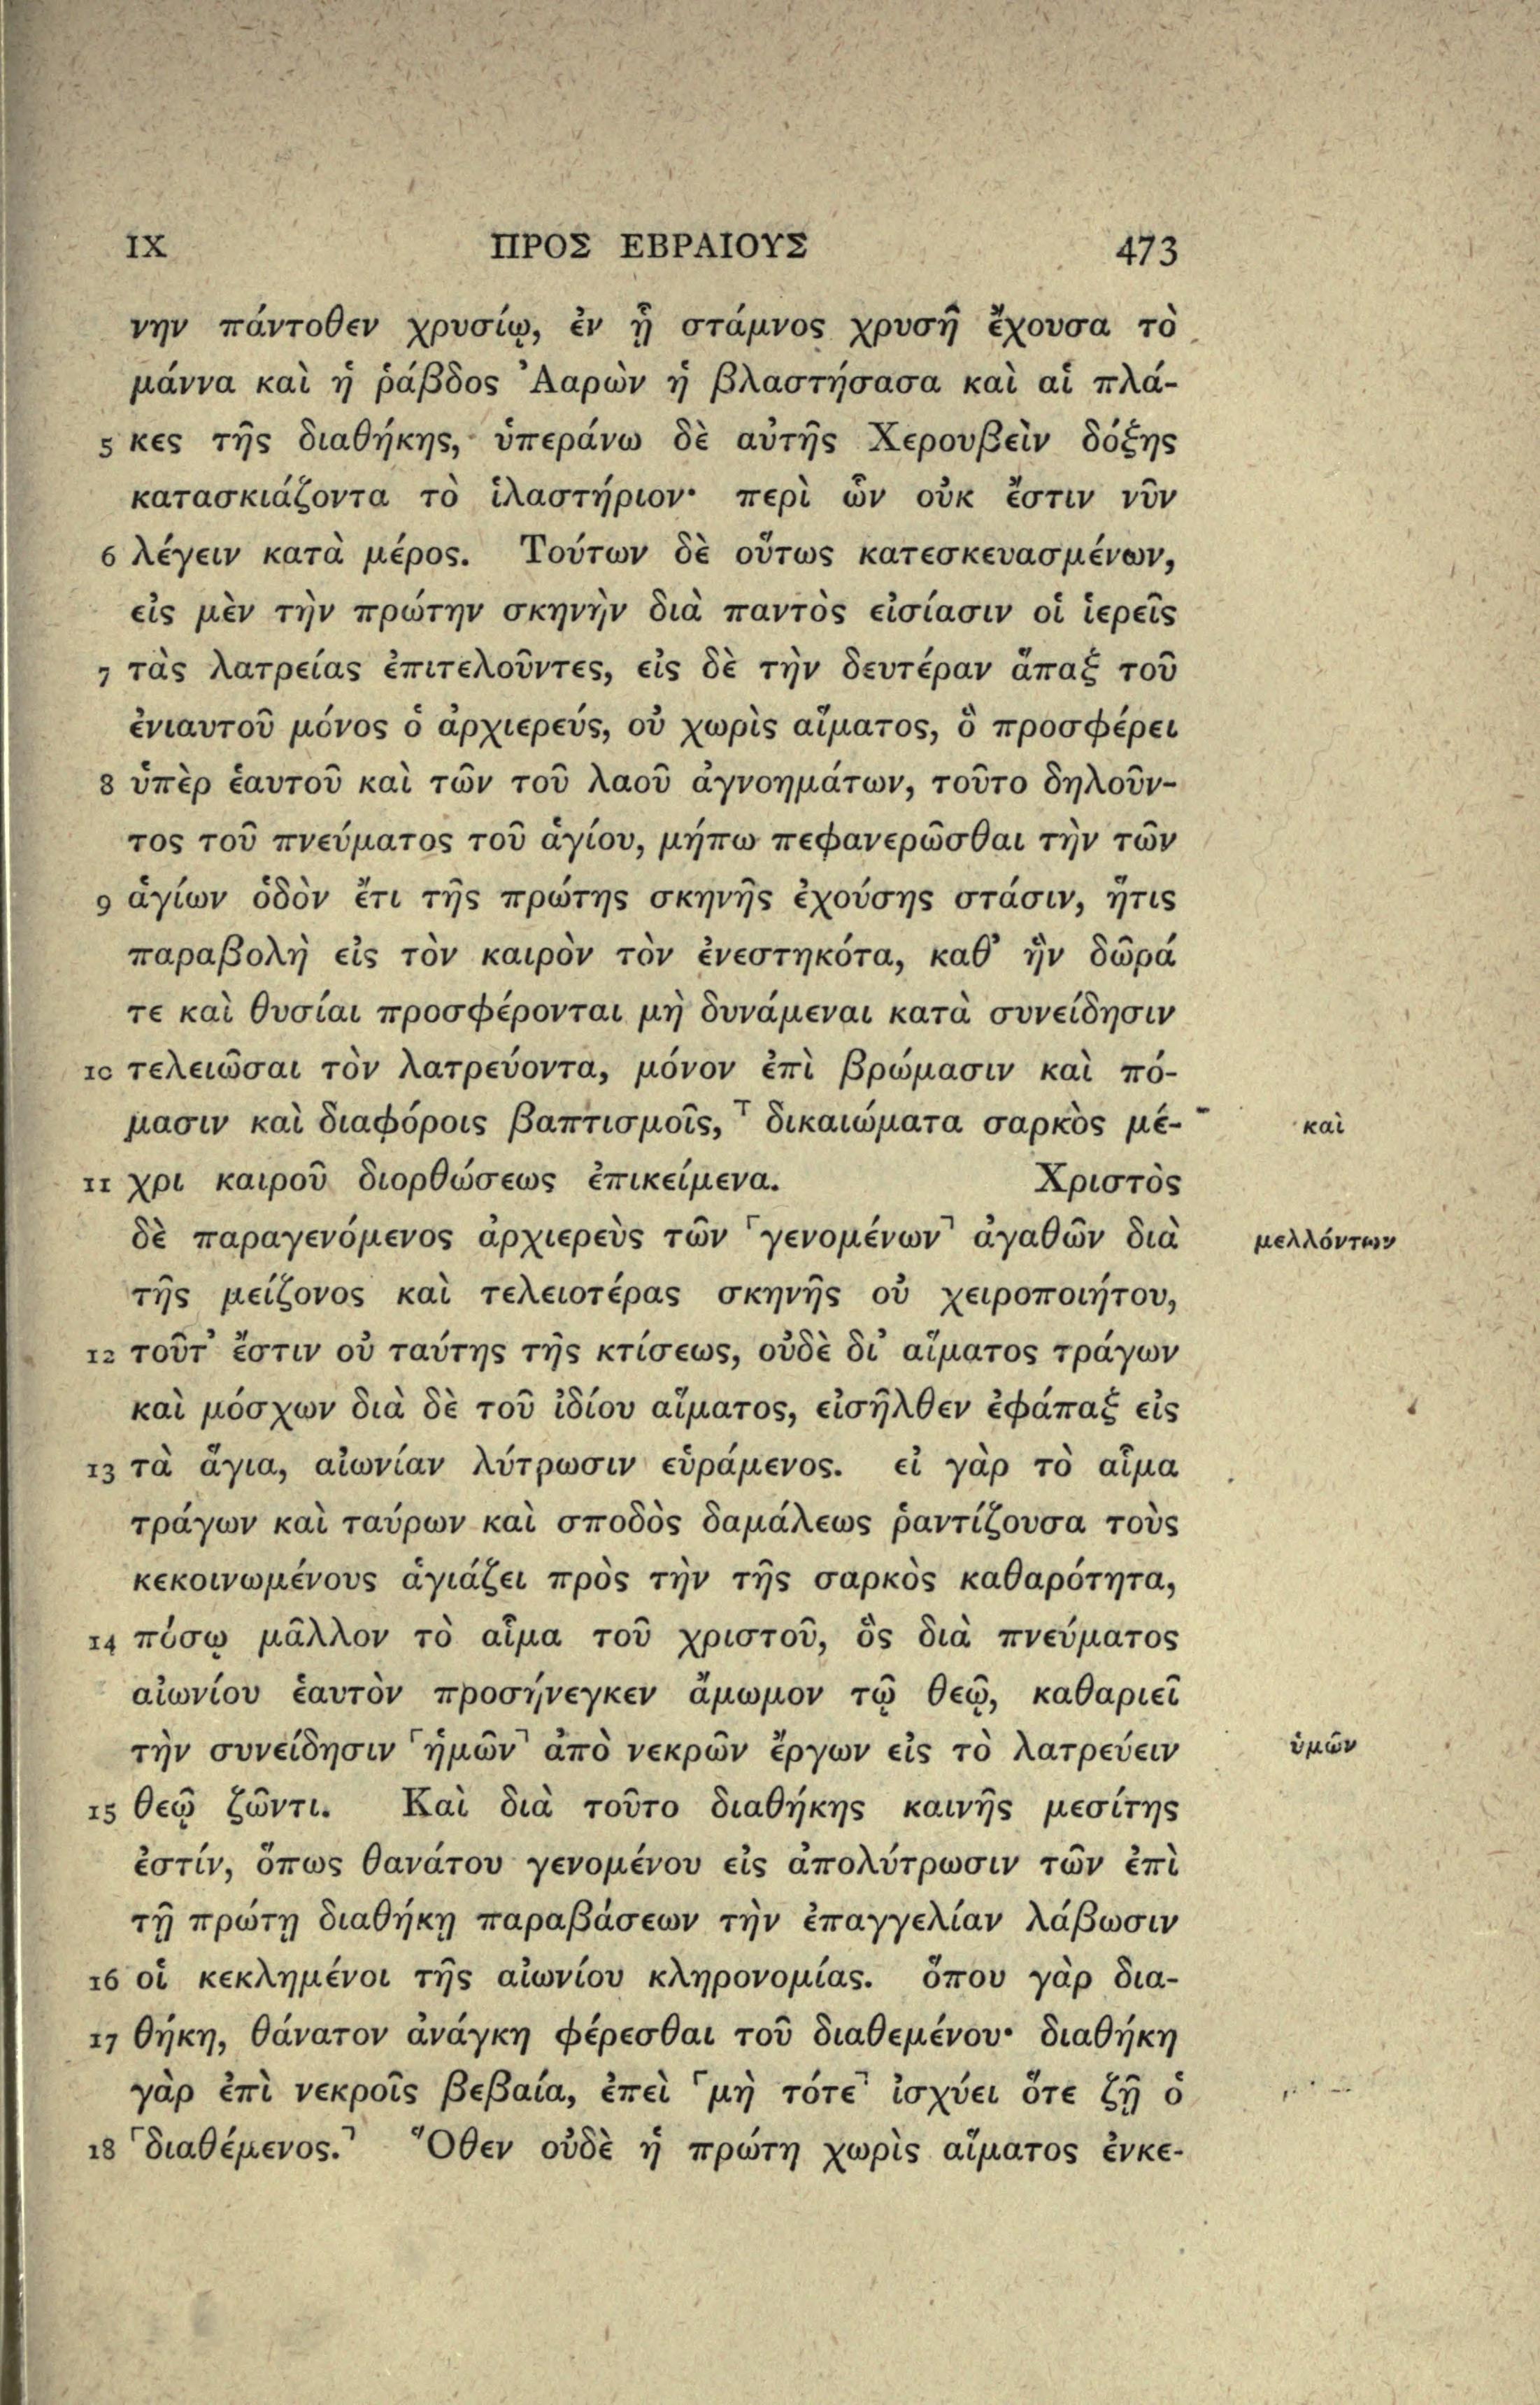 IX ΠΡΟΣ ΕΒΡΑΙΟΥΣ 473
νην πάντοθεν χρυσίῳ, ἐν ᾗ στάμνος χρυσῆ ἔχουσα τὸ
μάννα καὶ ἡ ῥάβδος Ἀαρὼν ἡ βλαστήσασα καὶ αἱ πλά-
5 κες τῆς διαθήκης, ὑπεράνω δὲ αὐτῆς Χερουβεὶν δόξης
κατασκιάζοντα τὸ ἱλαστήριον· περὶ ὧν οὐκ ἔστιν νῦν
6 λέγειν κατὰ μέρος. Τούτων δὲ οὕτως κατεσκευασμένων,
εἰς μὲν τὴν πρώτην σκηνὴν διὰ παντὸς εἰσίασιν οἱ ἱερεῖς
7 τὰς λατρείας ἐπιτελοῦντες, εἰς δὲ τὴν δευτέραν ἅπαξ τοῦ
ἐνιαυτοῦ μόνος ὁ ἀρχιερεύς, οὐ χωρὶς αἵματος, ὃ προσφέρει
8 ὑπὲρ ἑαυτοῦ καὶ τῶν τοῦ λαοῦ ἀγνοημάτων, τοῦτο δηλοῦν-
τος τοῦ πνεύματος τοῦ ἁγίου, μήπω πεφανερῶσθαι τὴν τῶν
9 ἁγίων ὁδὸν ἔτι τῆς πρώτης σκηνῆς ἐχούσης στάσιν, ἥτις
παραβολὴ εἰς τὸν καιρὸν τὸν ἐνεστηκότα, καθ’ ἣν δῶρά
τε καὶ θυσίαι προσφέρονται μὴ δυνάμεναι κατὰ συνείδησιν
10 τελειῶσαι τὸν λατρεύοντα, μόνον ἐπὶ βρώμασιν καὶ πό-
μασιν καὶ διαφόροις βαπτισμοῖς, ⸆ δικαιώματα σαρκὸς μέ- καὶ
11 χρι καιροῦ διορθώσεως ἐπικείμενα. Χριστὸς
δὲ παραγενόμενος ἀρχιερεὺς τῶν ⸀γενομένων⸃ ἀγαθῶν διὰ μελλόντων
τῆς μείζονος καὶ τελειοτέρας σκηνῆς οὐ χειροποιήτου,
12 τοῦτ’ ἔστιν οὐ ταύτης τῆς κτίσεως, οὐδὲ δι’ αἵματος τράγων
καὶ μόσχων διὰ δὲ τοῦ ἰδίου αἵματος, εἰσῆλθεν ἐφάπαξ εἰς
13 τὰ ἅγια, αἰωνίαν λύτρωσιν εὑράμενος. εἰ γὰρ τὸ αἷμα
τράγων καὶ ταύρων καὶ σποδὸς δαμάλεως ῥαντίζουσα τοὺς
κεκοινωμένους ἁγιάζει πρὸς τὴν τῆς σαρκὸς καθαρότητα,
14 πόσῳ μᾶλλον τὸ αἷμα τοῦ χριστοῦ, ὃς διὰ πνεύματος
αἰωνίου ἑαυτὸν προσήνεγκεν ἄμωμον τῷ θεῷ, καθαριεῖ
τὴν συνείδησιν ⸂ἡμῶν⸃ ἀπὸ νεκρῶν ἔργων εἰς τὸ λατρεύειν ὑμῶν
15 θεῷ ζῶντι. Καὶ διὰ τοῦτο διαθήκης καινῆς μεσίτης
ἐστίν, ὅπως θανάτου γενομένου εἰς ἀπολύτρωσιν τῶν ἐπὶ
τῇ πρώτῃ διαθήκῃ παραβάσεων τὴν ἐπαγγελίαν λάβωσιν
16 οἱ κεκλημένοι τῆς αἰωνίου κληρονομίας. ὅπου γὰρ δια-
17 θήκη, θάνατον ἀνάγκη φέρεσθαι τοῦ διαθεμένου· διαθήκη
γὰρ ἐπὶ νεκροῖς βεβαία, ἐπεὶ ⸂μὴ τότε⸃ ἰσχύει ὅτε ζῇ ὁ
18 ⸂διαθέμενος.⸃ Ὅθεν οὐδὲ ἡ πρώτη χωρὶς αἵματος ἐνκε-